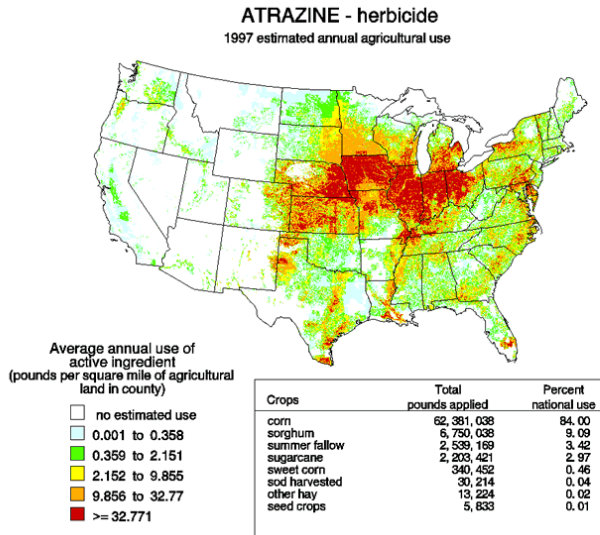 ATRAZINE - herbicide
1997 estimated annual agricultural use
Average annual use of
active ingredient
(pounds per square mile of agricultural
land in county)
no estimated use
0.001 to 0.358
0.359 to 2.151
2.152 to 9.855
9.856 to 32.77
>= 32.771
Crops Total pounds applied Percent national use
corn 62, 381, 038 84. 00
sorghum 6, 750, 038 9. 09
summer fallow 2, 539, 169 3. 42
sugarcane 2, 203, 421 2. 97
sweet corn 340, 452 0. 46
sod harvested 30, 214 0. 04
other hay 13, 224 0. 02
seed crops 5, 833 0. 01